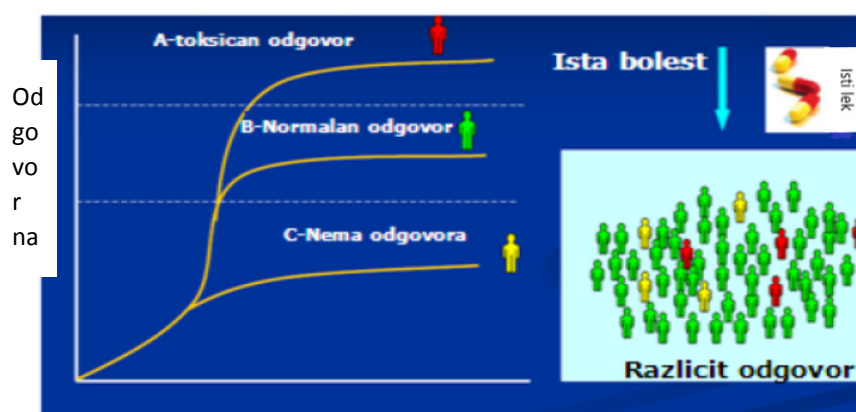 A-toksican odgovor
Od
go
vo
r
na
B-Normalan odgovor
C-Nema odgovora
Ista bolest
Isti lek
Razlicit odgovor